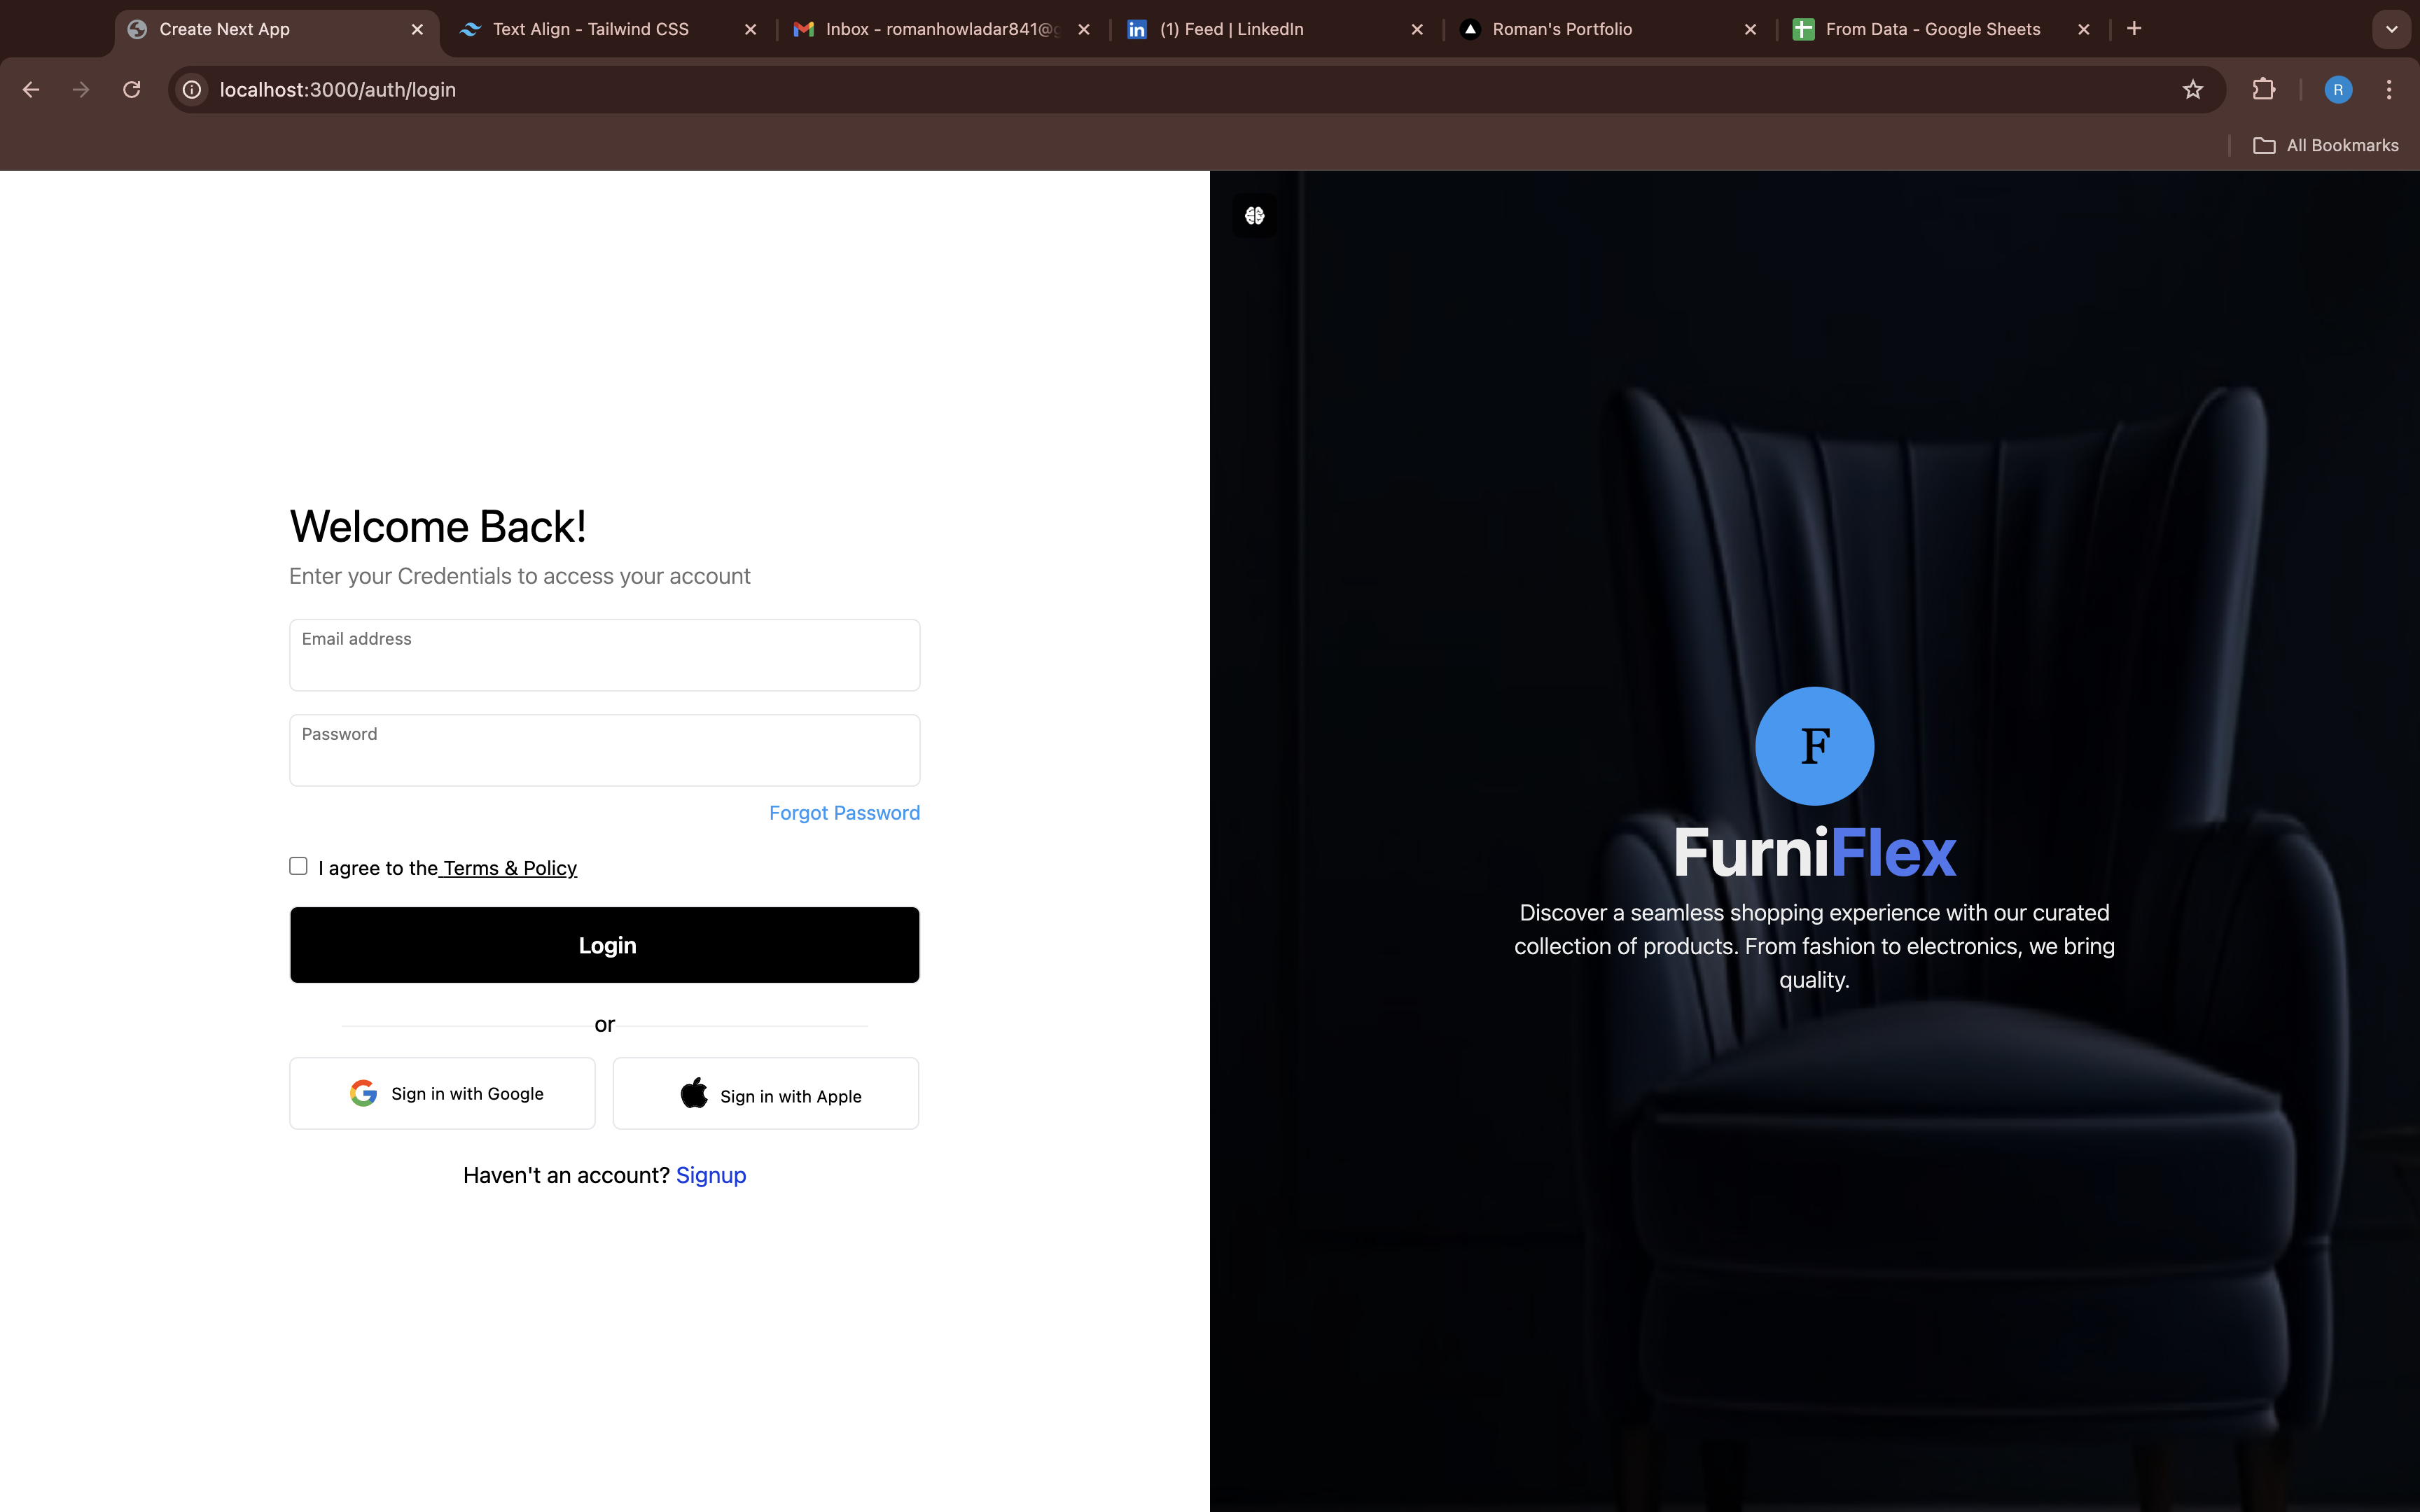 Create Next App
Text Align - Tailwind CSS
Inbox - romanhowladar841@
(1) Feed | LinkedIn
Roman's Portfolio
From Data - Google Sheets
localhost:3000/auth/login
R
All Bookmarks
Welcome Back!
Enter your Credentials to access your account
Email address
Password
Forgot Password
I agree to the Terms & Policy
Login
or
Sign in with Google
Sign in with Apple
Haven't an account? Signup
F
FurniFlex
Discover a seamless shopping experience with our curated
collection of products. From fashion to electronics, we bring
quality.